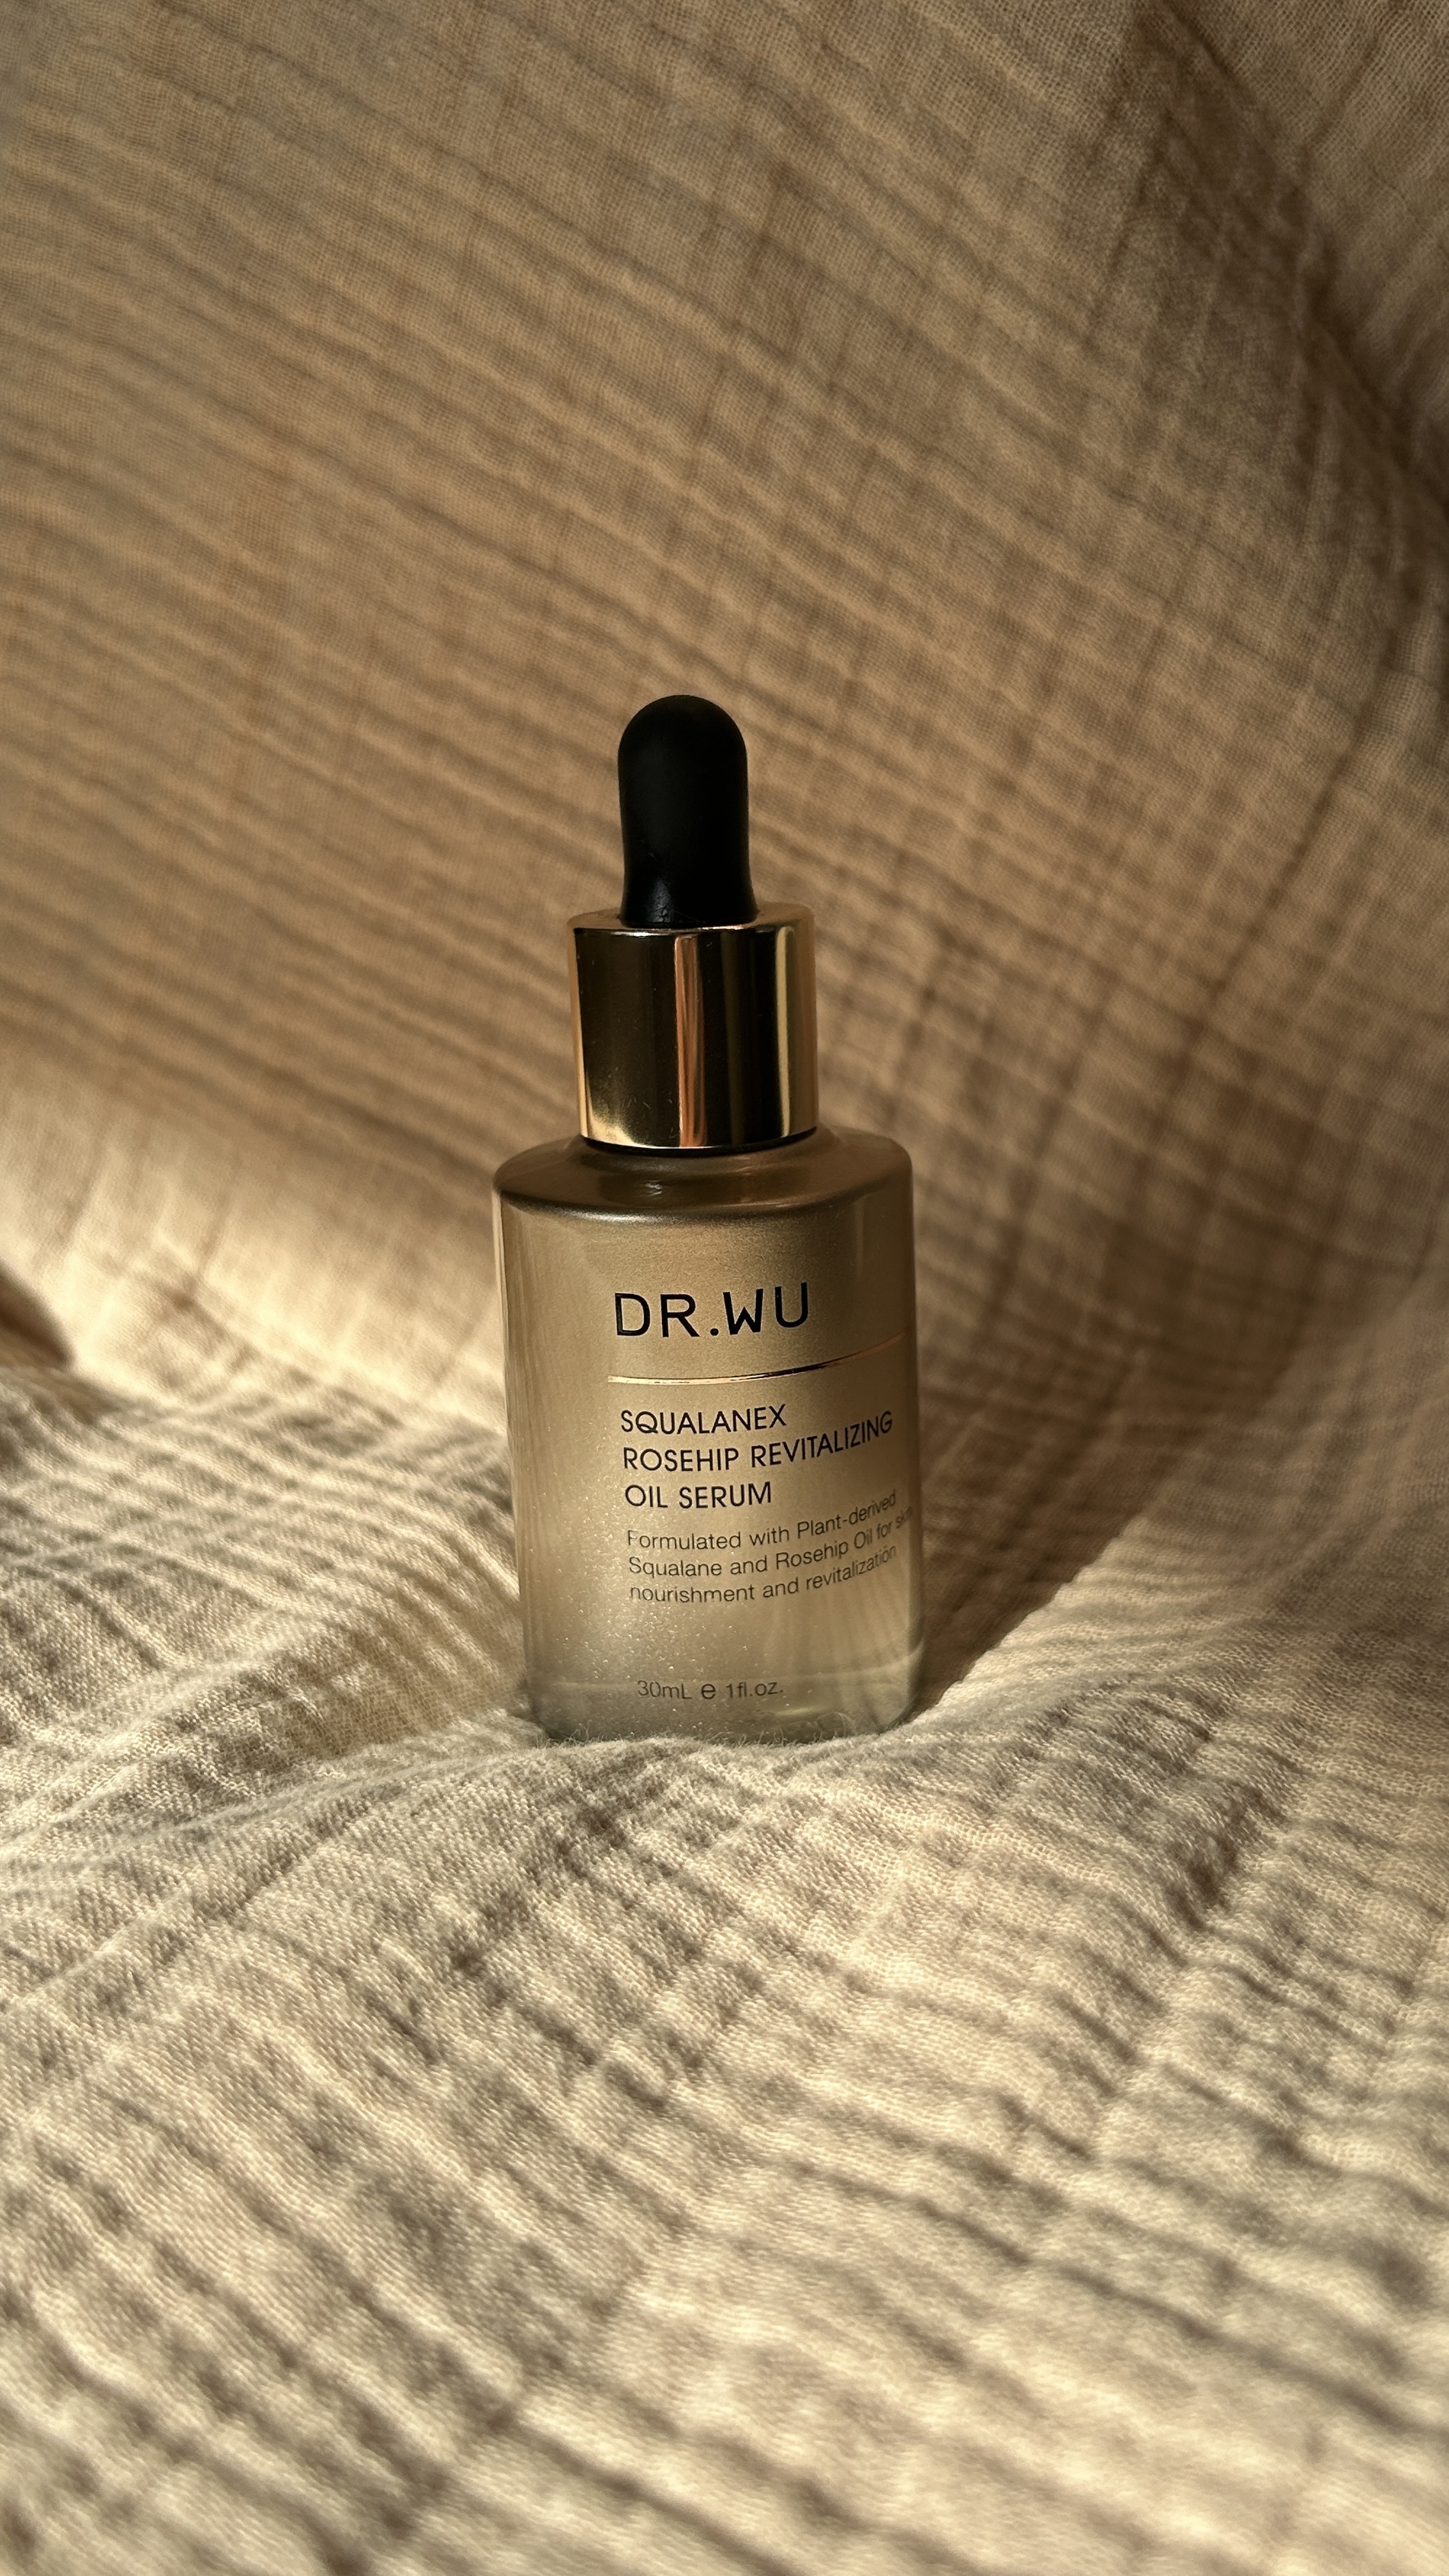 DR.WU
SQUALANEX
ROSEHIP REVITALIZING
OIL SERUM
Formulated with Plant-derived
Squalane and Rosehip Oil for skin
nourishment and revitalization
30mL ℮ 1fl.oz.